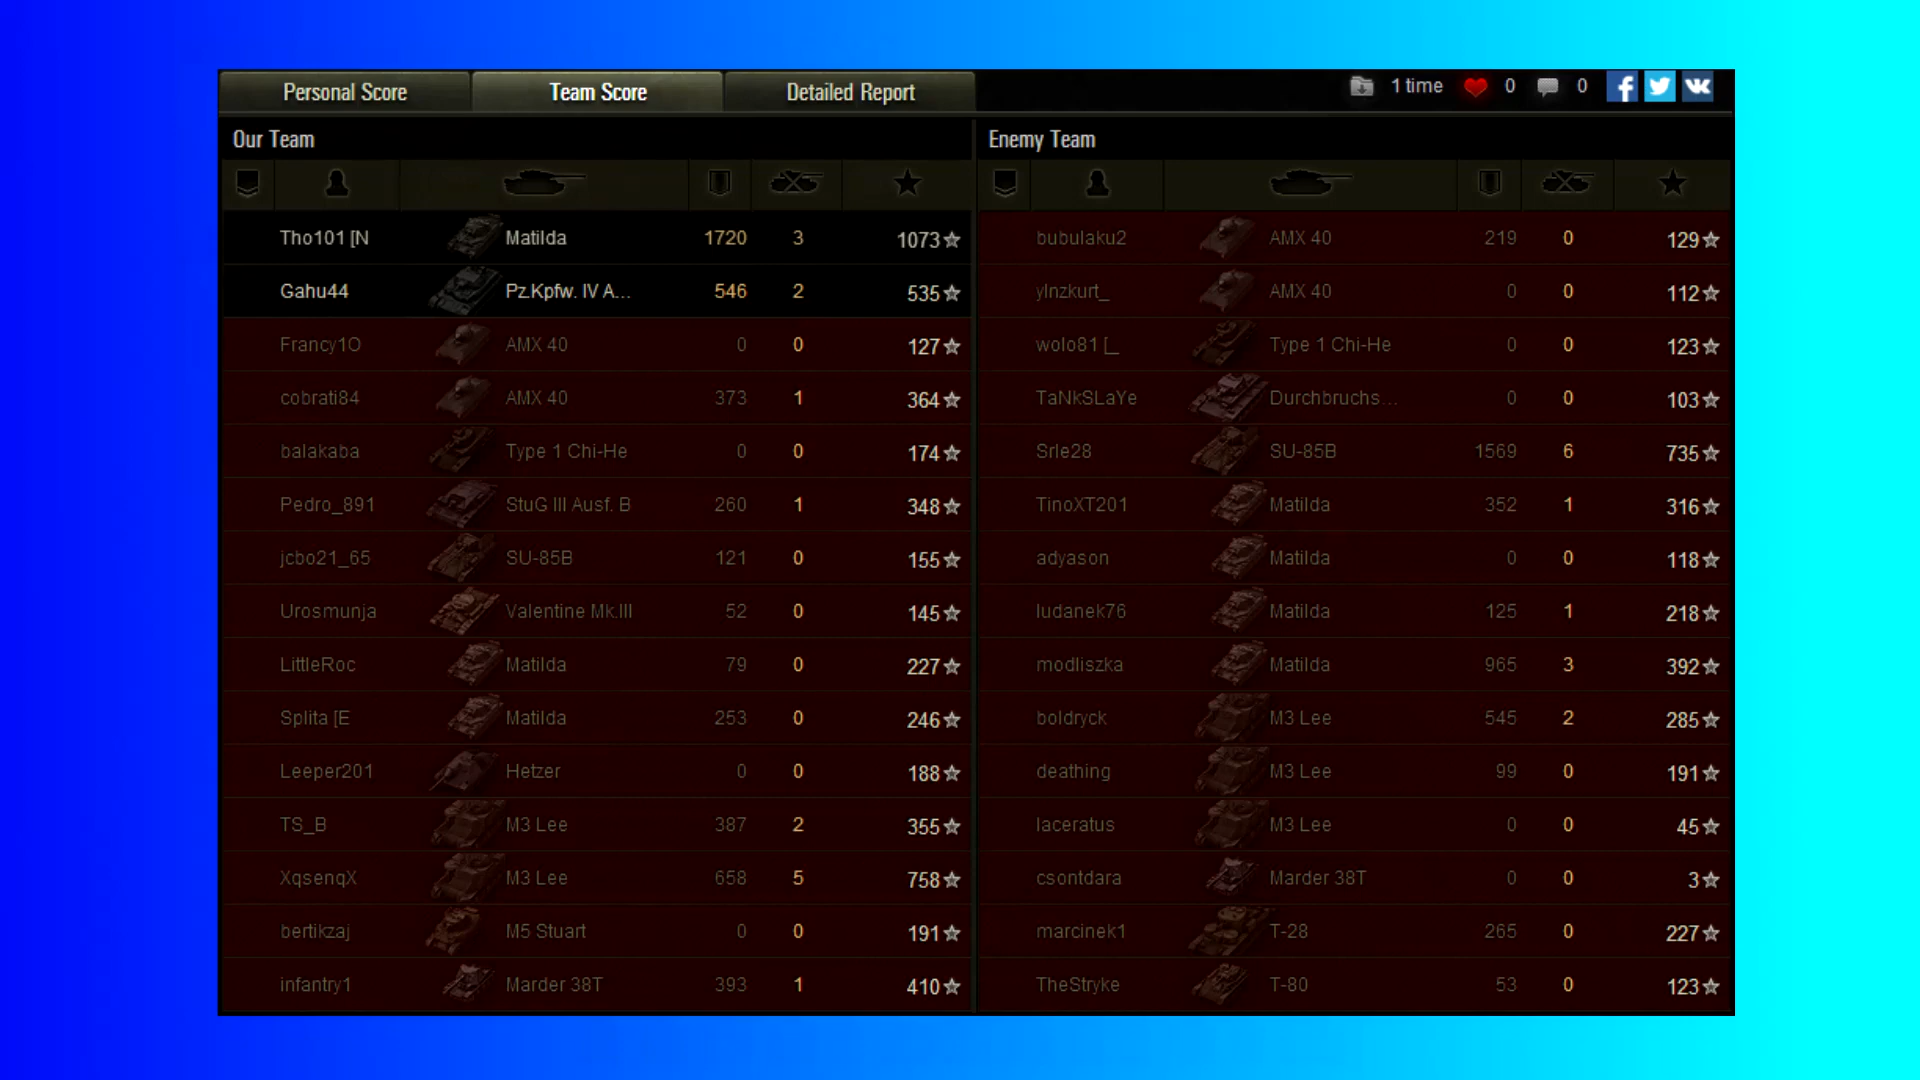 Personal Score Team Score Detailed Report 1 time 0 0
Our Team Enemy Team
Tho101 [N Matilda 1720 3 1073 bubulaku2 AMX 40 219 0 129
Gahu44 Pz.Kpfw. IV A... 546 2 535 ylnzkurt_ AMX 40 0 0 112
Francy1O AMX 40 0 0 127 wolo81 [_ Type 1 Chi-He 0 0 123
cobrati84 AMX 40 373 1 364 TaNkSLaYe Durchbruchs... 0 0 103
balakaba Type 1 Chi-He 0 0 174 Srle28 SU-85B 1569 6 735
Pedro_891 StuG III Ausf. B 260 1 348 TinoXT201 Matilda 352 1 316
jcbo21_65 SU-85B 121 0 155 adyason Matilda 0 0 118
Urosmunja Valentine Mk.III 52 0 145 ludanek76 Matilda 125 1 218
LittleRoc Matilda 79 0 227 modliszka Matilda 965 3 392
Splita [E Matilda 253 0 246 boldryck M3 Lee 545 2 285
Leeper201 Hetzer 0 0 188 deathing M3 Lee 99 0 191
TS_B M3 Lee 387 2 355 laceratus M3 Lee 0 0 45
XqsenqX M3 Lee 658 5 758 csontdara Marder 38T 0 0 3
bertikzaj M5 Stuart 0 0 191 marcinek1 T-28 265 0 227
infantry1 Marder 38T 393 1 410 TheStryke T-80 53 0 123